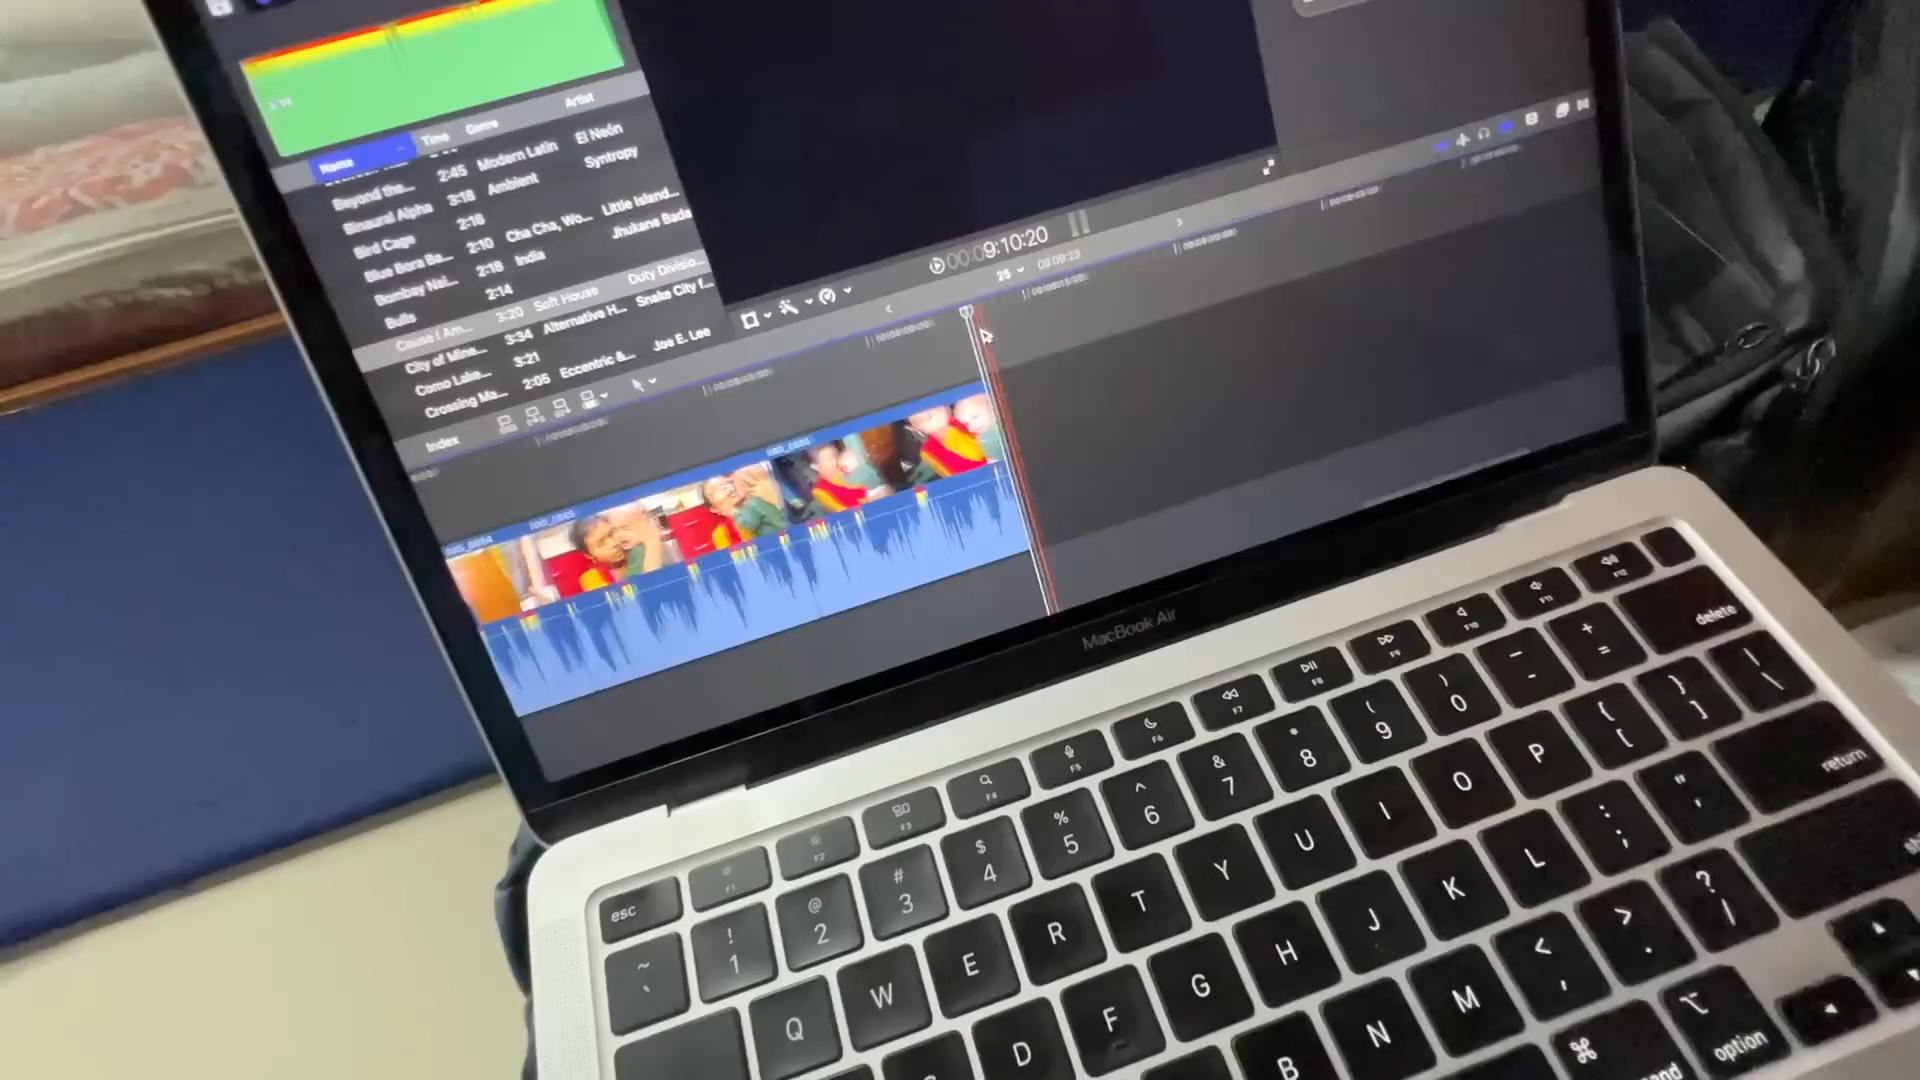 Artist
Name Time Genre
El Neón
Beyond the... 2:45 Modern Latin Syntropy
Binaural Alpha 3:18 Ambient
Bird Cage 2:16 Little Island...
Blue Bora Ba... 2:10 Cha Cha, Wo... Jhukane Bada
Bombay Nei... 2:18 India
Bulls 2:14 Duty Divisio...
Cause I Am... 3:20 Soft House Snake City f...
City of Mine... 3:34 Alternative H...
Como Lake... 3:21 Joe E. Lee
Crossing Ma... 2:05 Eccentric &...
Index
00:09:10:20
25 09:09:23
MacBook Air
delete
F1 F2 F3 F4 F5 F6 F7 F8 F9 F10 F11 F12
esc
~ ` ! 1 @ 2 # 3 $ 4 % 5 ^ 6 & 7 * 8 ( 9 ) 0 _ - + =
Q W E R T Y U I O P { [ } ] | \
return
D F G H J K L : ; " '
B N M < , > . ? /
⌘ ⌥
option